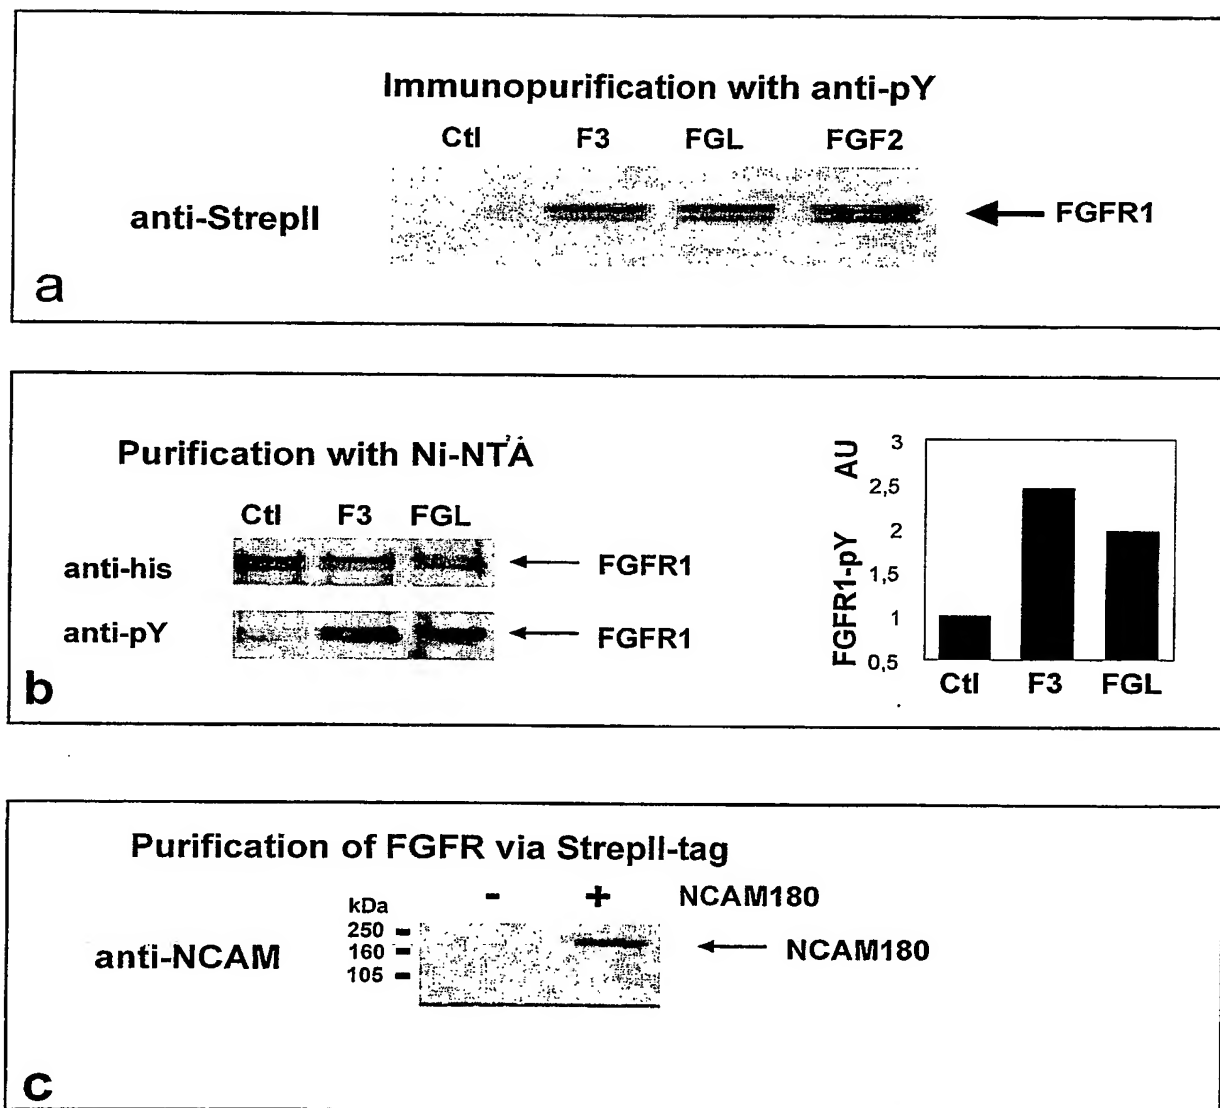 Immunopurification with anti-pY
Ctl F3 FGL FGF2
anti-StrepII
FGFR1
a
Purification with Ni-NTA
Ctl F3 FGL
anti-his
FGFR1
anti-pY
FGFR1
FGFR1-pY AU
3
2,5
2
1,5
1
0,5
Ctl F3 FGL
b
Purification of FGFR via StrepII-tag
- + NCAM180
kDa
250
160
105
anti-NCAM
NCAM180
c